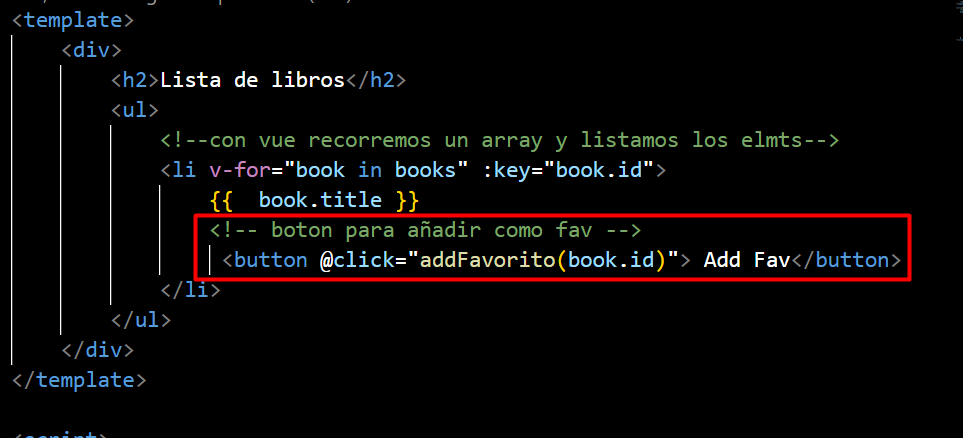 <template>
<div>
<h2>Lista de libros</h2>
<ul>
<!--con vue recorremos un array y listamos los elmts-->
<li v-for="book in books" :key="book.id">
{{  book.title }}
<!-- boton para añadir como fav -->
<button @click="addFavorito(book.id)"> Add Fav</button>
</li>
</ul>
</div>
</template>